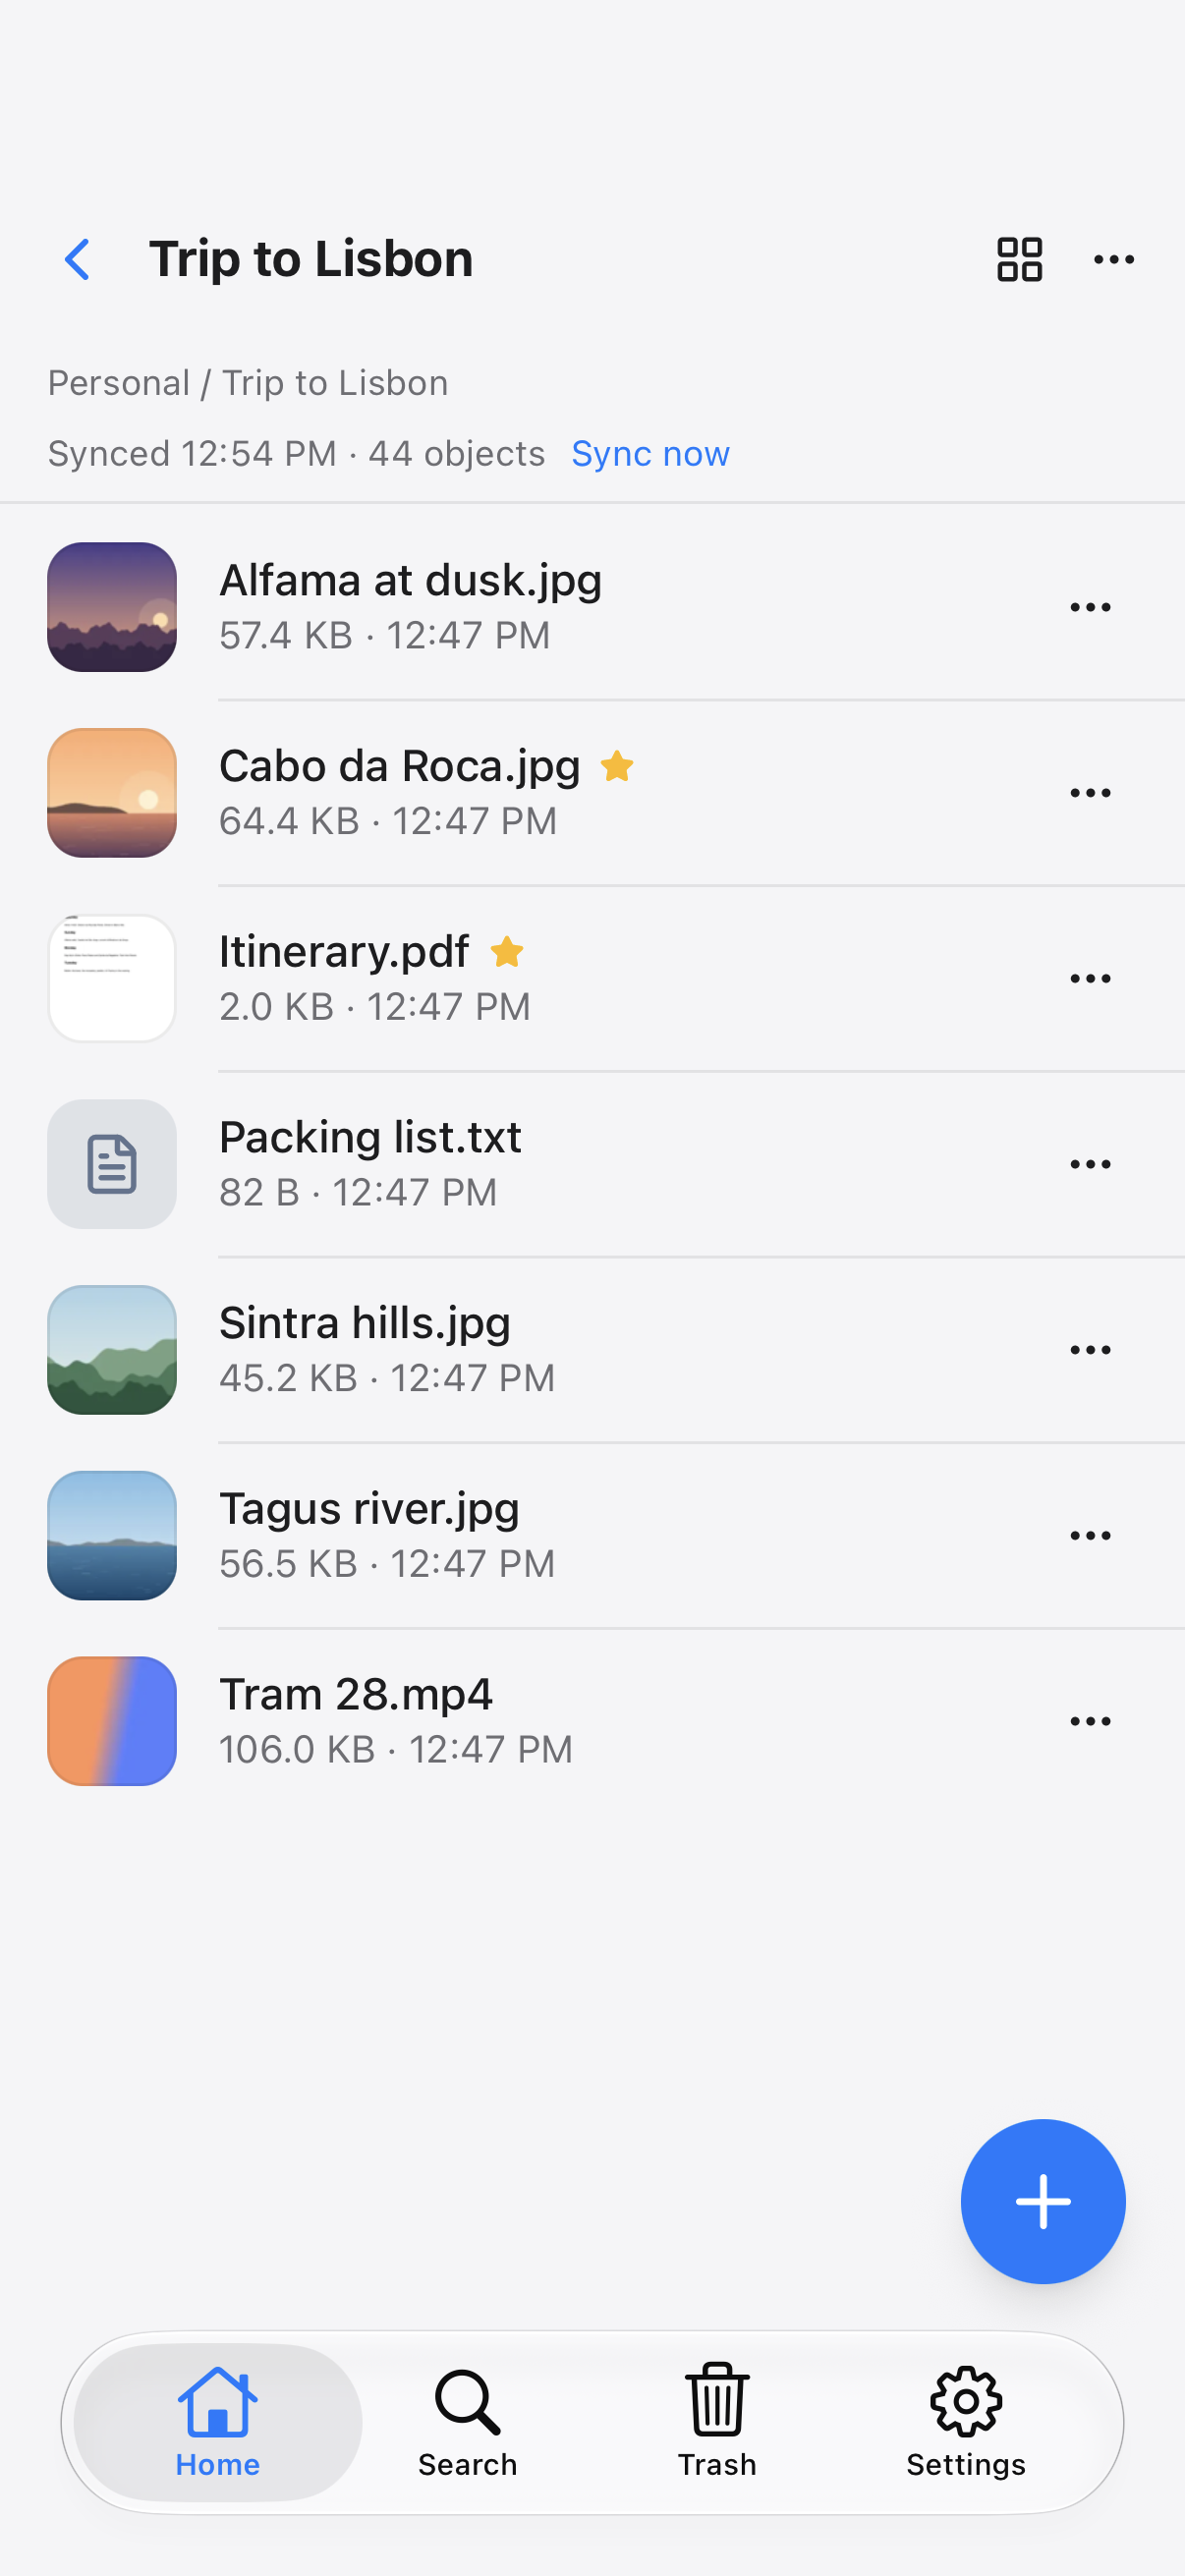 Trip to Lisbon
Personal / Trip to Lisbon
Synced 12:54 PM · 44 objects Sync now
Alfama at dusk.jpg
57.4 KB · 12:47 PM
Cabo da Roca.jpg
64.4 KB · 12:47 PM
Itinerary.pdf
2.0 KB · 12:47 PM
Packing list.txt
82 B · 12:47 PM
Sintra hills.jpg
45.2 KB · 12:47 PM
Tagus river.jpg
56.5 KB · 12:47 PM
Tram 28.mp4
106.0 KB · 12:47 PM
Home Search Trash Settings